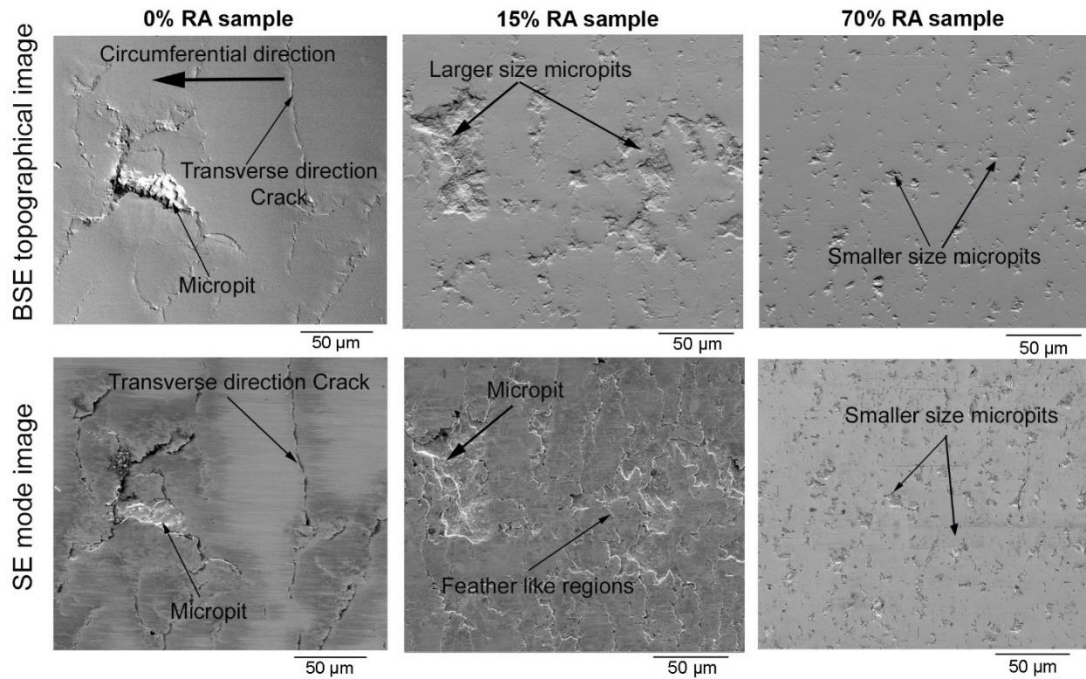 0% RA sample
15% RA sample
70% RA sample
BSE topographical image
Circumferential direction
Transverse direction
Crack
Micropit
50 µm
Larger size micropits
50 µm
Smaller size micropits
50 µm
SE mode image
Transverse direction Crack
Micropit
50 µm
Micropit
Feather like regions
50 µm
Smaller size micropits
50 µm